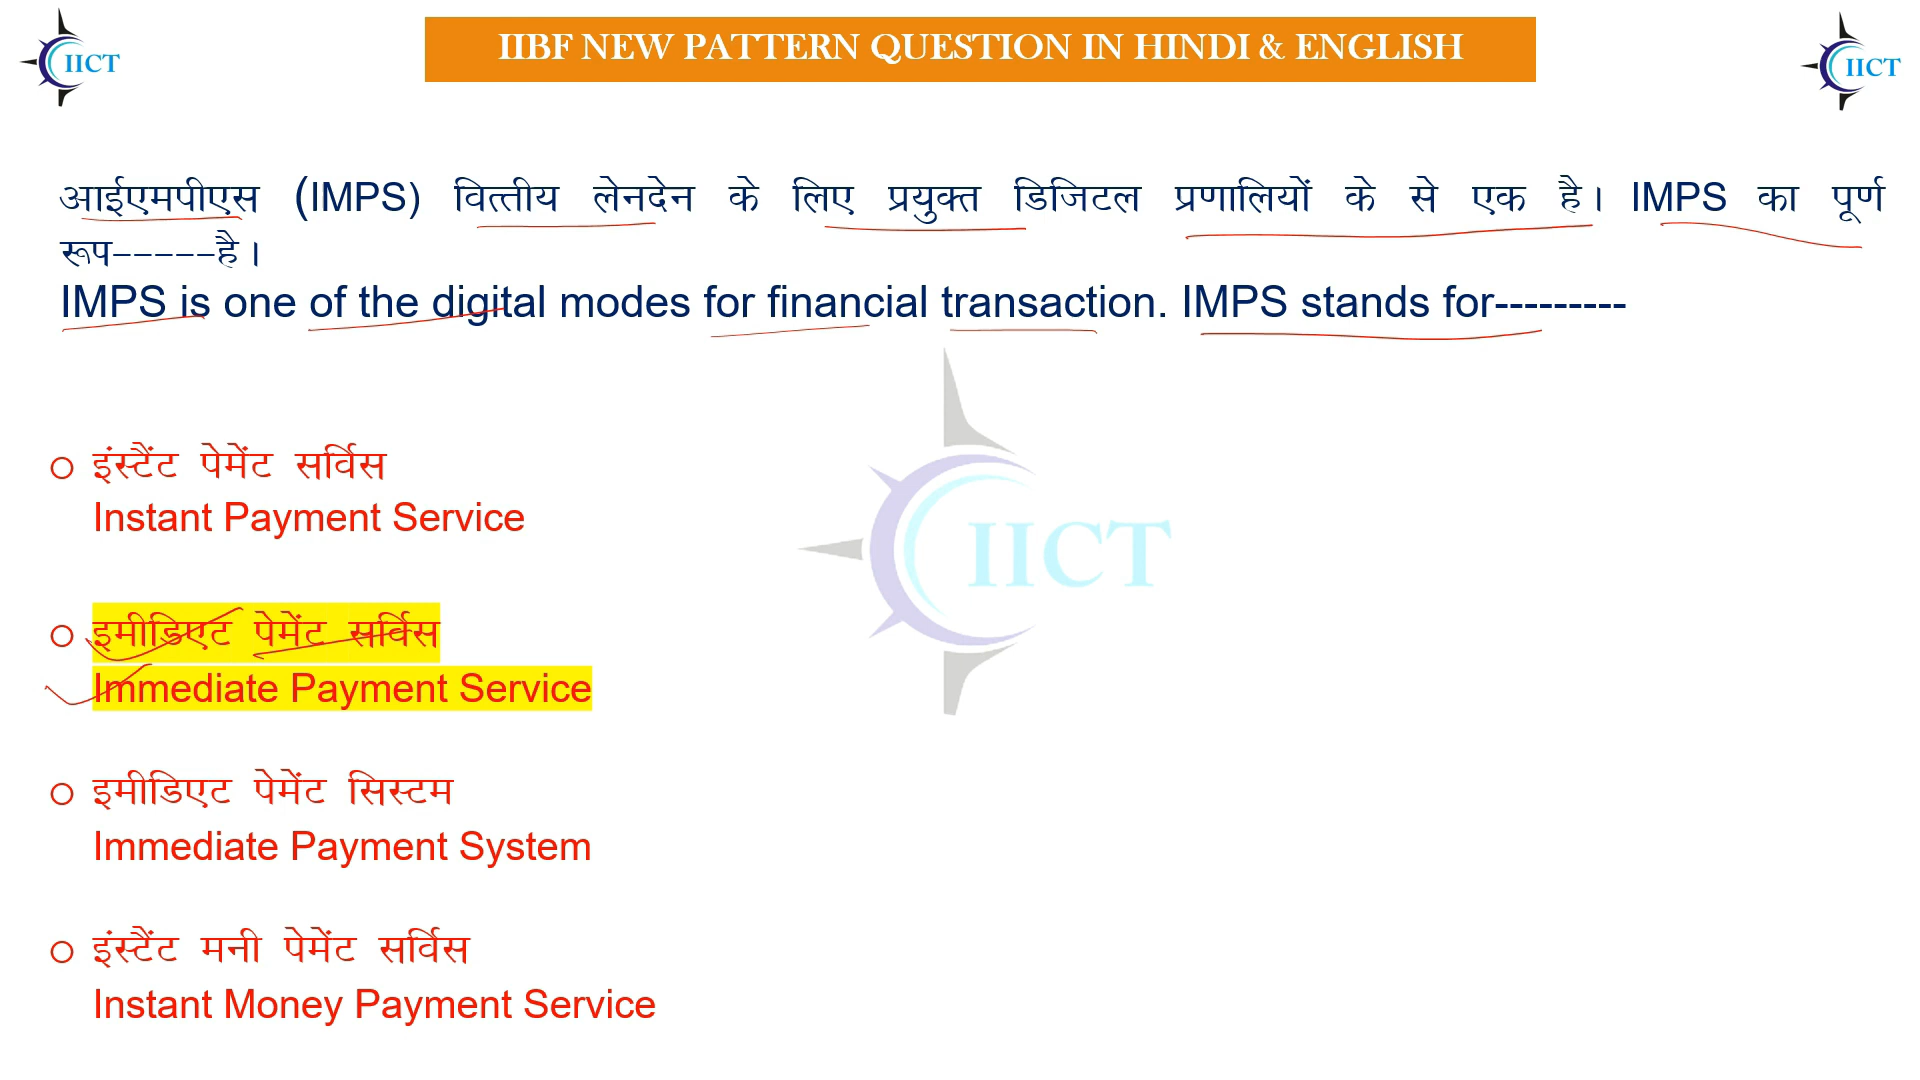 IICT
IIBF NEW PATTERN QUESTION IN HINDI & ENGLISH
IICT
आईएमपीएस (IMPS) वित्तीय लेनदेन के लिए प्रयुक्त डिजिटल प्रणालियों के से एक है। IMPS का पूर्ण
रूप-----है।
IMPS is one of the digital modes for financial transaction. IMPS stands for---------
IICT
इंस्टैंट पेमेंट सर्विस
Instant Payment Service
इमीडिएट पेमेंट सर्विस
Immediate Payment Service
इमीडिएट पेमेंट सिस्टम
Immediate Payment System
इंस्टैंट मनी पेमेंट सर्विस
Instant Money Payment Service